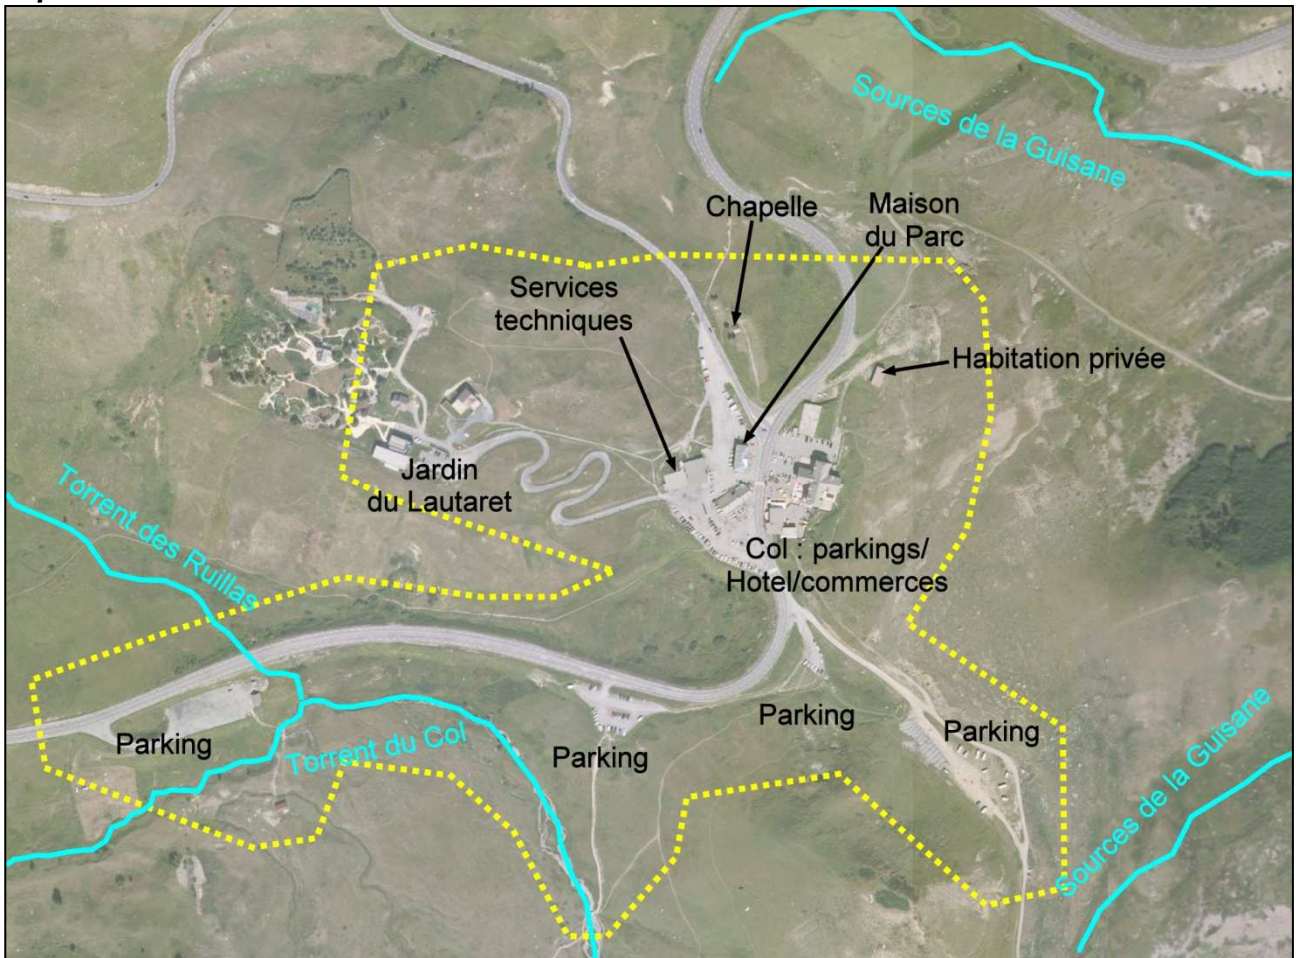 Sources de la Guisane
Chapelle
Maison
du Parc
Services
techniques
Habitation privée
Jardin
du Lautaret
Torrent des Ruillas
Col : parkings/
Hotel/commerces
Parking
Parking
Parking
Parking
Torrent du Col
Sources de la Guisane